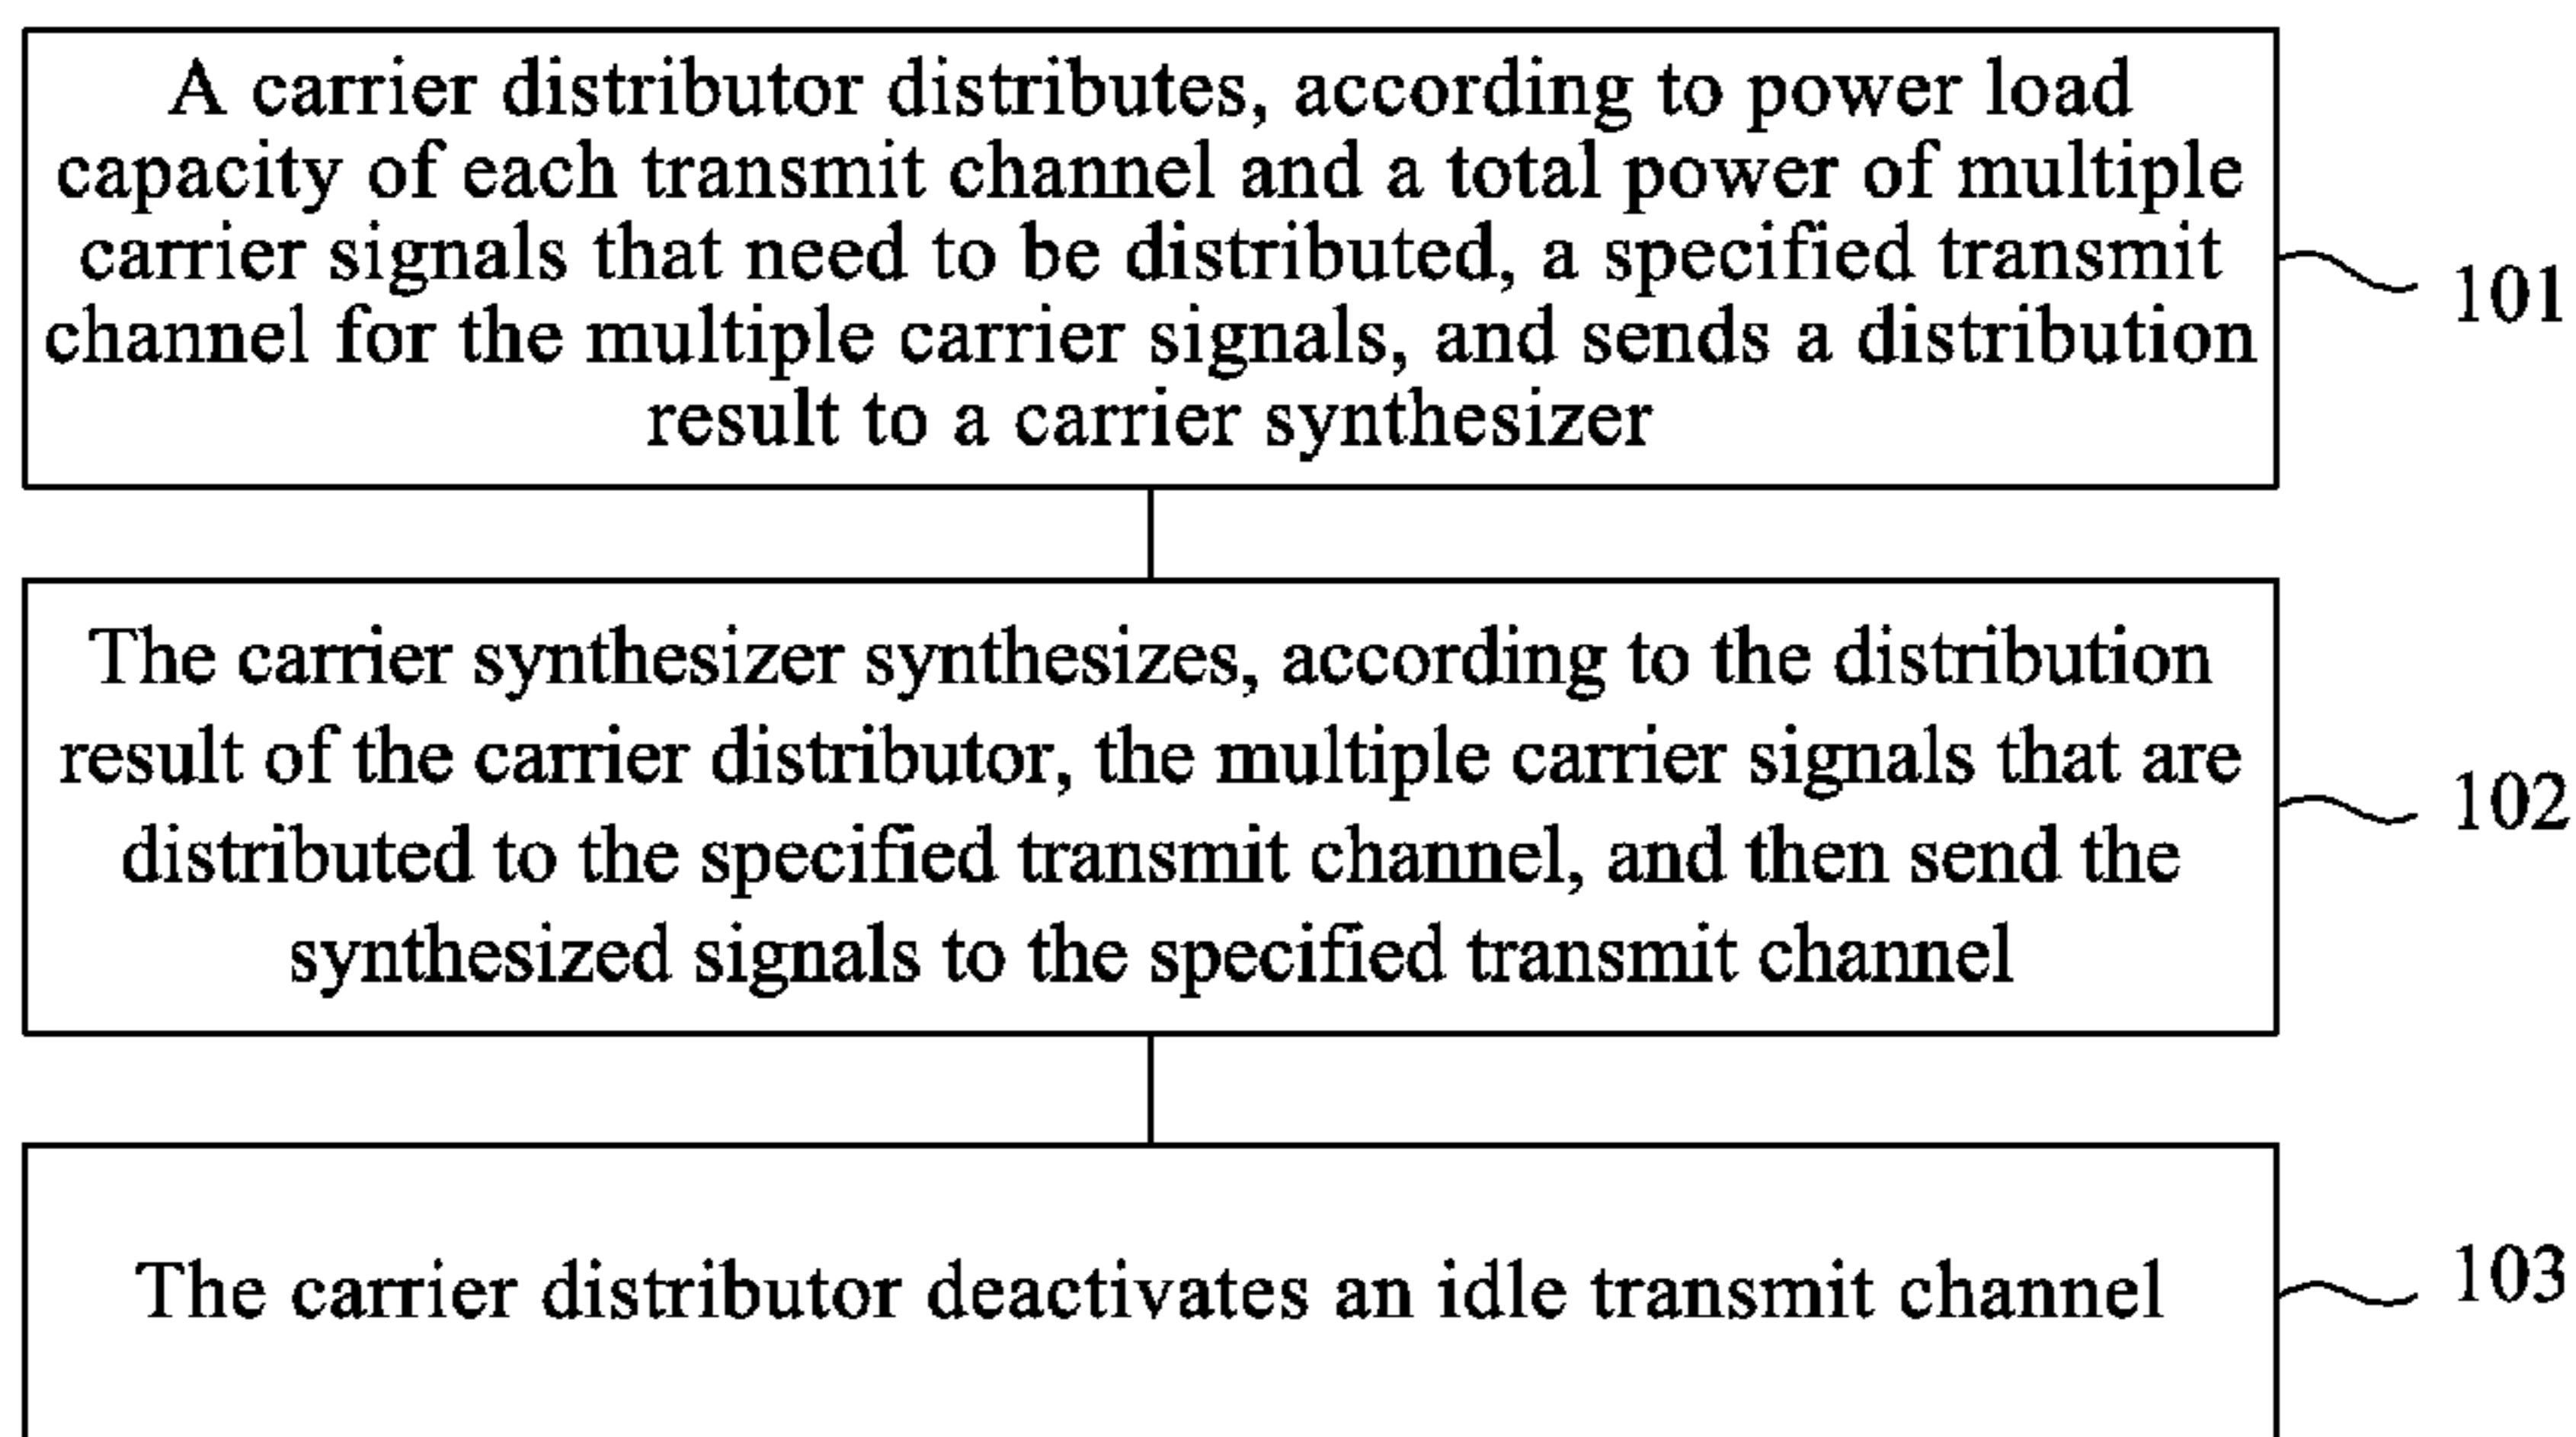 A carrier distributor distributes, according to power load
capacity of each transmit channel and a total power of multiple
carrier signals that need to be distributed, a specified transmit
channel for the multiple carrier signals, and sends a distribution
result to a carrier synthesizer
101
The carrier synthesizer synthesizes, according to the distribution
result of the carrier distributor, the multiple carrier signals that are
distributed to the specified transmit channel, and then send the
synthesized signals to the specified transmit channel
102
The carrier distributor deactivates an idle transmit channel
103